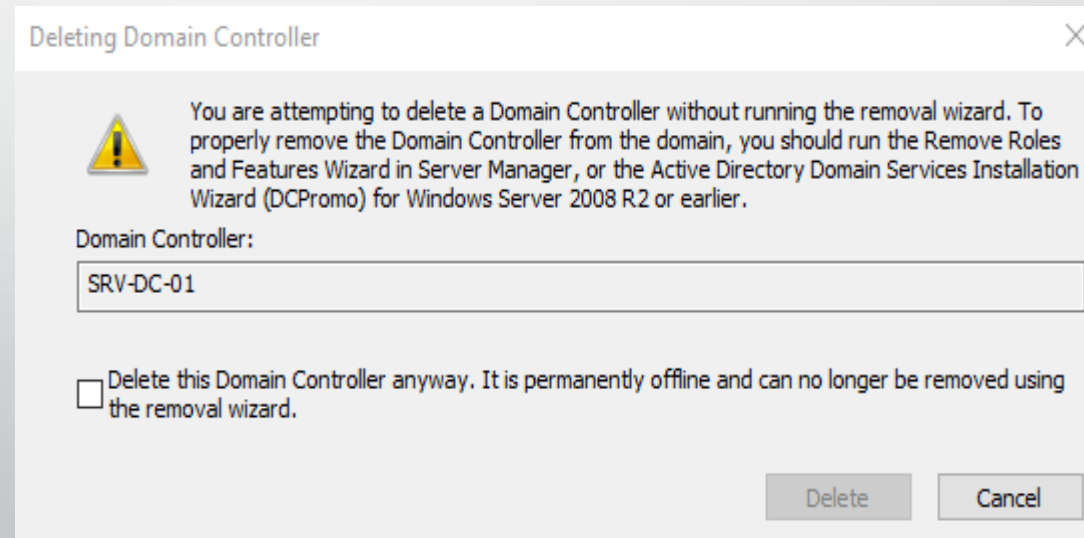 Deleting Domain Controller
You are attempting to delete a Domain Controller without running the removal wizard. To
properly remove the Domain Controller from the domain, you should run the Remove Roles
and Features Wizard in Server Manager, or the Active Directory Domain Services Installation
Wizard (DCPromo) for Windows Server 2008 R2 or earlier.
Domain Controller:
SRV-DC-01
Delete this Domain Controller anyway. It is permanently offline and can no longer be removed using
the removal wizard.
Delete Cancel